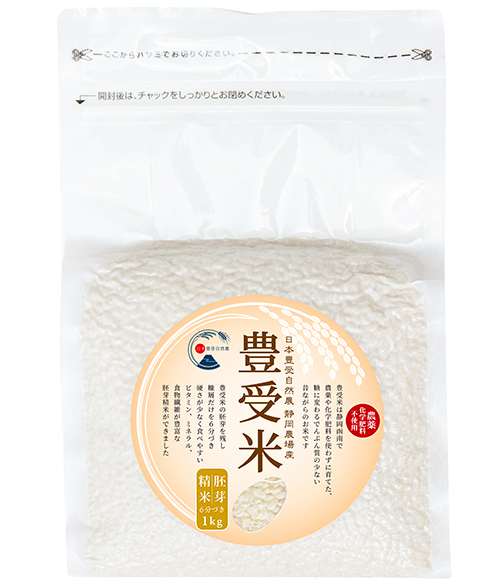 ここからハサミでお切りください。
開封後は、チャックをしっかりとお閉めください。
日本豊受自然農
豊受米
日本豊受自然農 静岡農場産
農薬
化学肥料
不使用
豊受米は静岡函南で
農薬や化学肥料を使わずに育てた、
糖に変わるでんぷん質の少ない
昔ながらのお米です
豊受米の胚芽を残し
糠層だけを6分づき
硬さが少なく食べやすい
ビタミン、ミネラル、
食物繊維が豊富な
胚芽精米ができました
胚芽
精米
6分づき
1kg